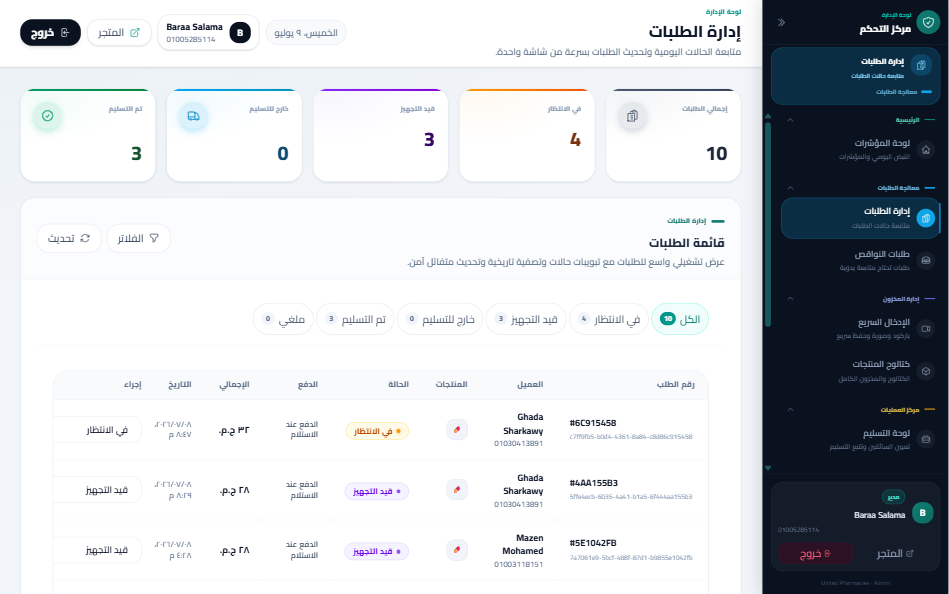 لوحة الإدارة
مركز التحكم
إدارة الطلبات
متابعة حالات الطلبات
معالجة الطلبات
الرئيسية
لوحة المؤشرات
النبض اليومي والمؤشرات
معالجة الطلبات
إدارة الطلبات
متابعة حالات الطلبات
طلبات النواقص
طلبات تحتاج متابعة يدوية
إدارة المخزون
الإدخال السريع
باركود وصورة وحفظ سريع
كتالوج المنتجات
الكتالوج والمخزون الكامل
مركز العمليات
لوحة التسليم
تعيين السائقين وتتبع التسليم
مدير
Baraa Salama
B
01005285114
المتجر
خروج
United Pharmacies - Admin
لوحة الإدارة
إدارة الطلبات
متابعة الحالات اليومية وتحديث الطلبات بسرعة من شاشة واحدة.
الخميس، ٩ يوليو
Baraa Salama
01005285114
B
المتجر
خروج
إجمالي الطلبات
10
في الانتظار
4
قيد التجهيز
3
خارج للتسليم
0
تم التسليم
3
إدارة الطلبات
قائمة الطلبات
عرض تشغيلي واسع للطلبات مع تبويبات حالات وتصفية تاريخية وتحديث متفائل آمن.
الفلاتر
تحديث
الكل 10
في الانتظار 4
قيد التجهيز 3
خارج للتسليم 0
تم التسليم 3
ملغي 0
رقم الطلب العميل المنتجات الحالة الدفع الإجمالي التاريخ إجراء
#6C915458
c7ff9fb5-b0d4-4361-8a84-c8d86c915458
Ghada Sharkawy
01030413891
في الانتظار
الدفع عند الاستلام
٣٢ ج.م.
٢٠٢٦/٧/٠٨، ٨:٤٧ م
في الانتظار
#4AA155B3
5ffe4ecb-6035-4a41-b1a5-6f444aa155b3
Ghada Sharkawy
01030413891
قيد التجهيز
الدفع عند الاستلام
٢٨ ج.م.
٢٠٢٦/٧/٠٨، ٨:٢٩ م
قيد التجهيز
#5E1042FB
7a7061e9-5bcf-488f-87d1-b9855e1042fb
Mazen Mohamed
01003118151
قيد التجهيز
الدفع عند الاستلام
٢٨ ج.م.
٢٠٢٦/٧/٠٨، ٤:٢٨ م
قيد التجهيز